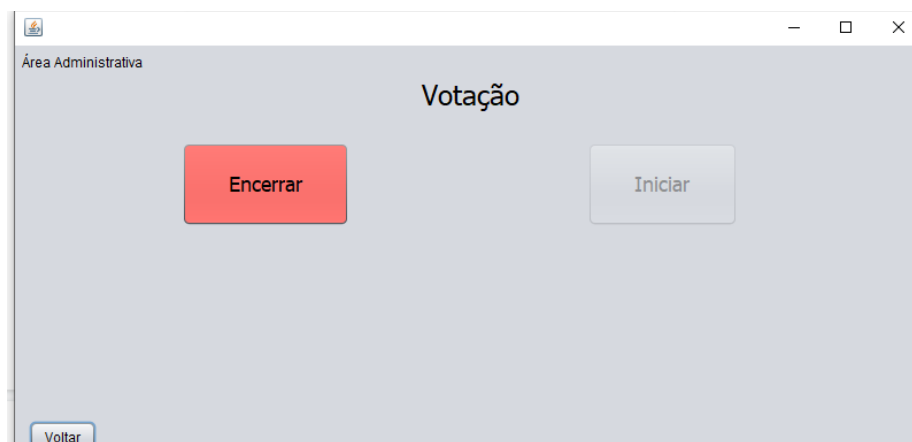 Área Administrativa
Votação
Encerrar
Iniciar
Voltar